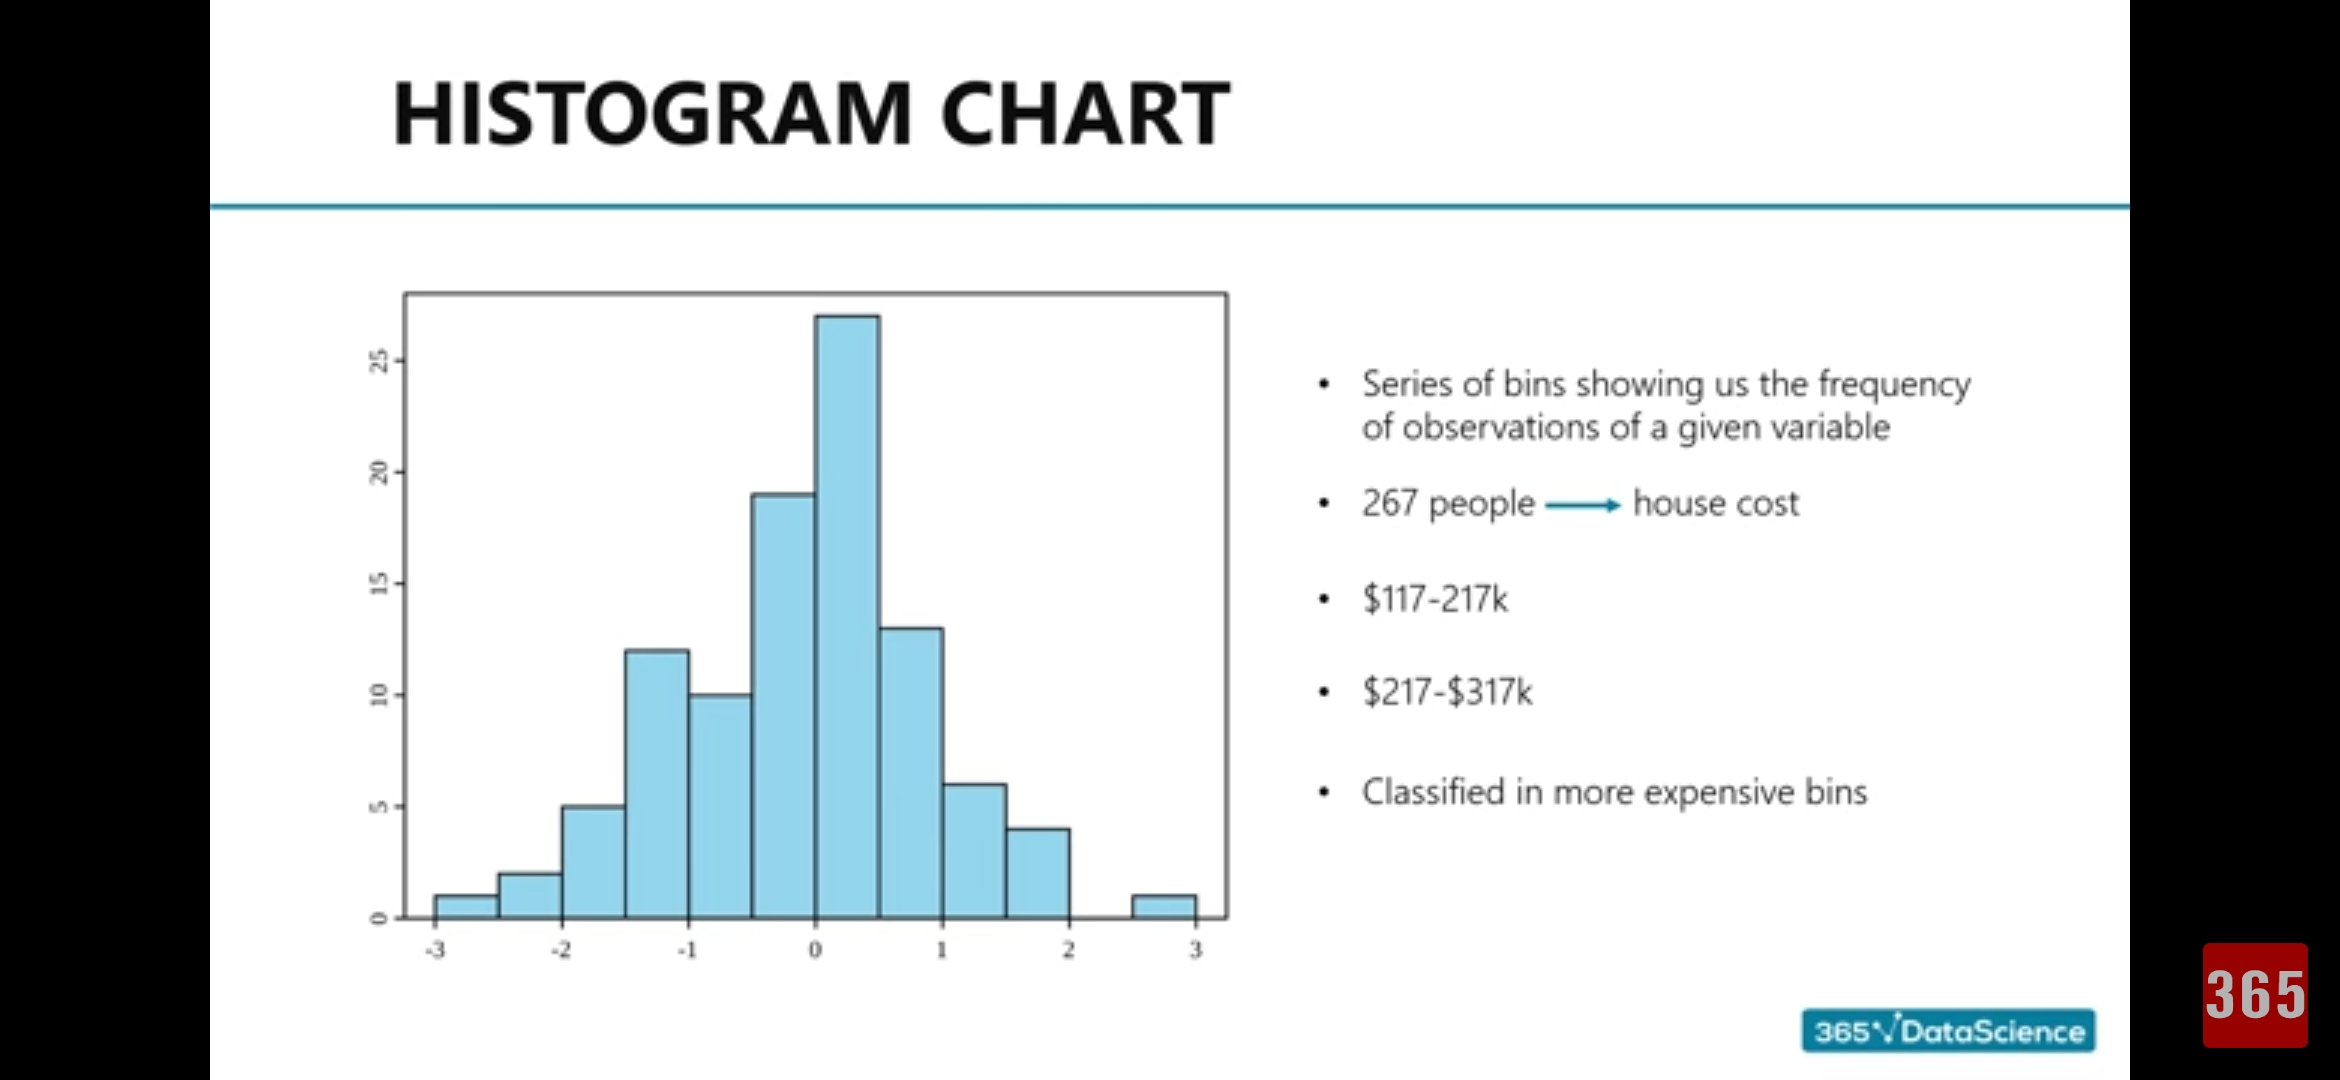 HISTOGRAM CHART
25
20
15
10
5
0
-3 -2 -1 0 1 2 3
• Series of bins showing us the frequency
of observations of a given variable
• 267 people → house cost
• $117-217k
• $217-$317k
• Classified in more expensive bins
365 DataScience
365